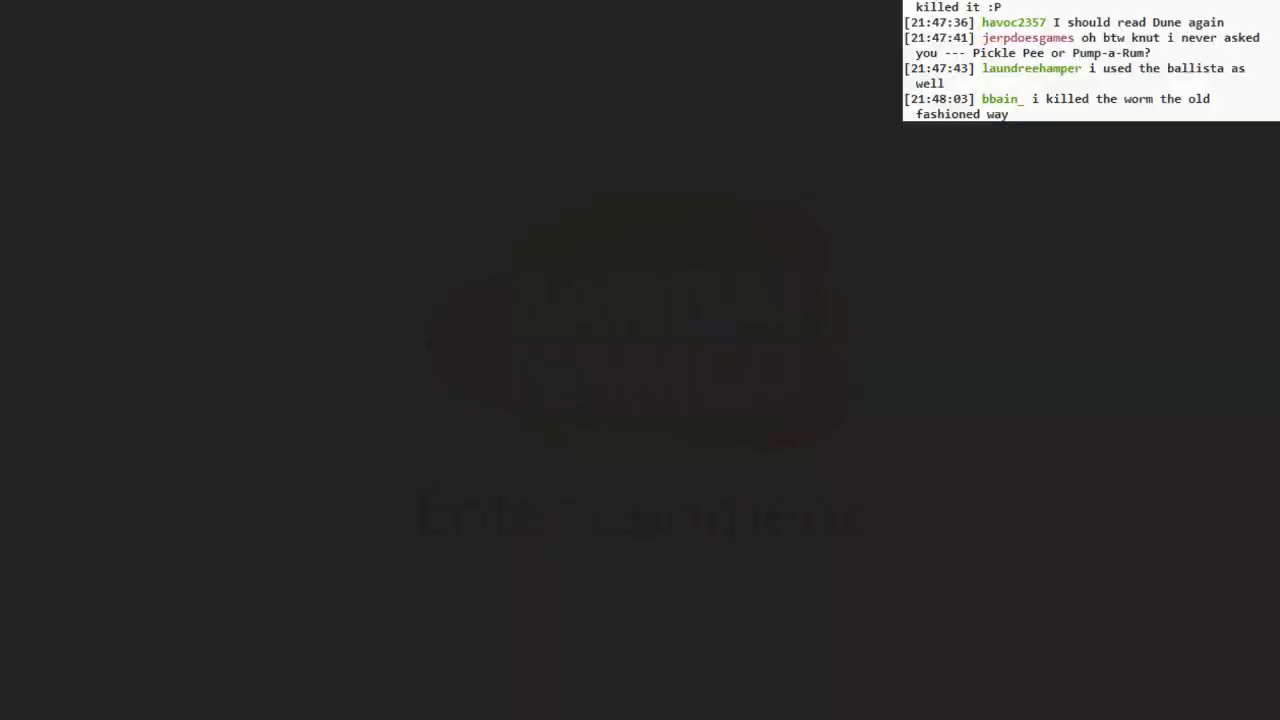 killed it :P
[21:47:36] havoc2357 I should read Dune again
[21:47:41] jerpdoesgames oh btw knut i never asked
you --- Pickle Pee or Pump-a-Rum?
[21:47:43] laundreehamper i used the ballista as
well
[21:48:03] bbain_ i killed the worm the old
fashioned way
Entertainment